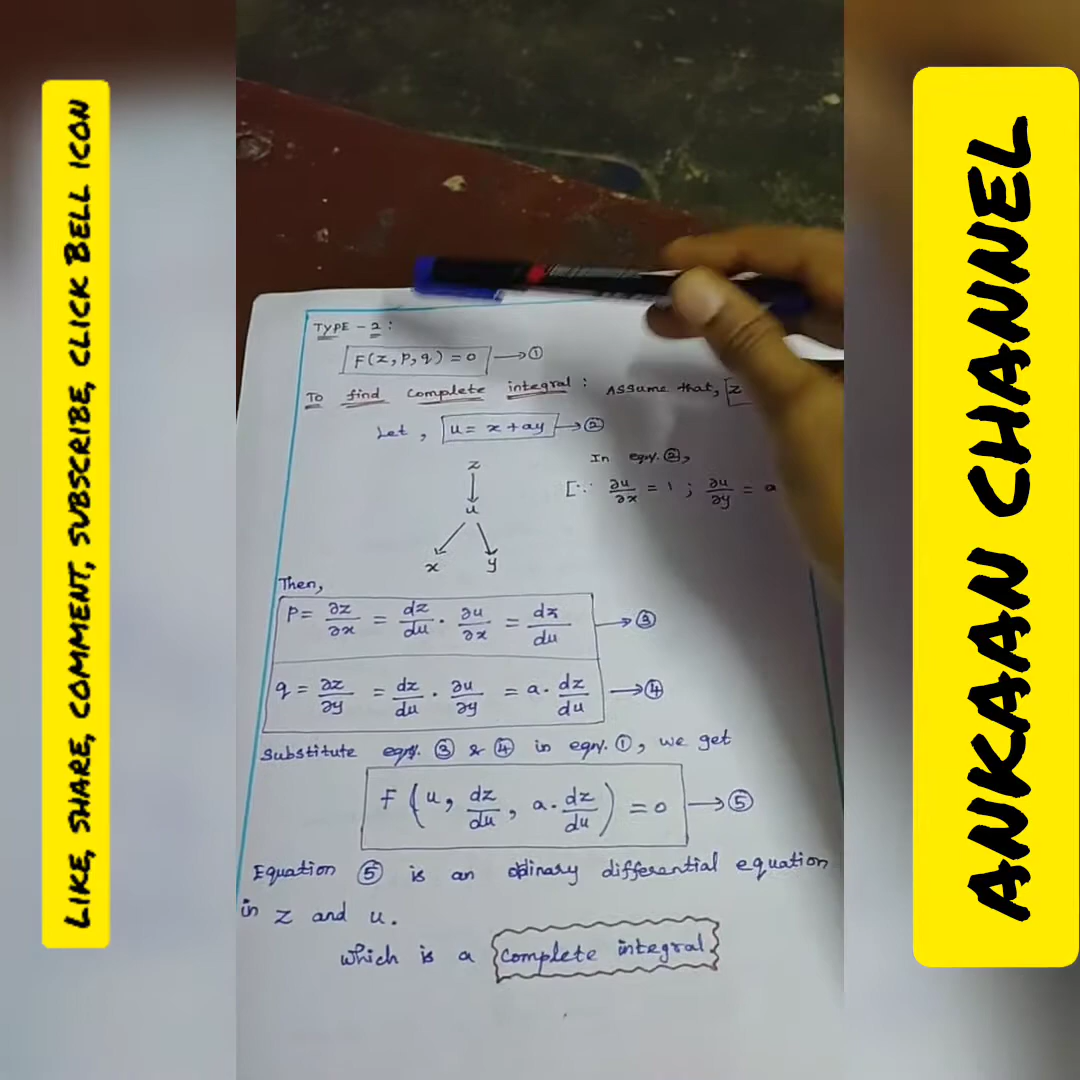 LIKE, SHARE, COMMENT, SUBSCRIBE, CLICK BELL ICON
TYPE - 2 :
F(z, p, q) = 0 → ①
To find complete integral : Assume that, [z
Let, u = x + ay → ②
z
In eqn. ②,
[∵ ∂u/∂x = 1 ; ∂u/∂y = a
u
x y
Then,
P = ∂z/∂x = dz/du · ∂u/∂x = dz/du → ③
q = ∂z/∂y = dz/du · ∂u/∂y = a · dz/du → ④
Substitute eqn. ③ & ④ in eqn. ①, we get
F (u, dz/du, a · dz/du) = 0 → ⑤
Equation ⑤ is an odinary differential equation
in z and u.
which is a complete integral
ANKAAN CHANNEL